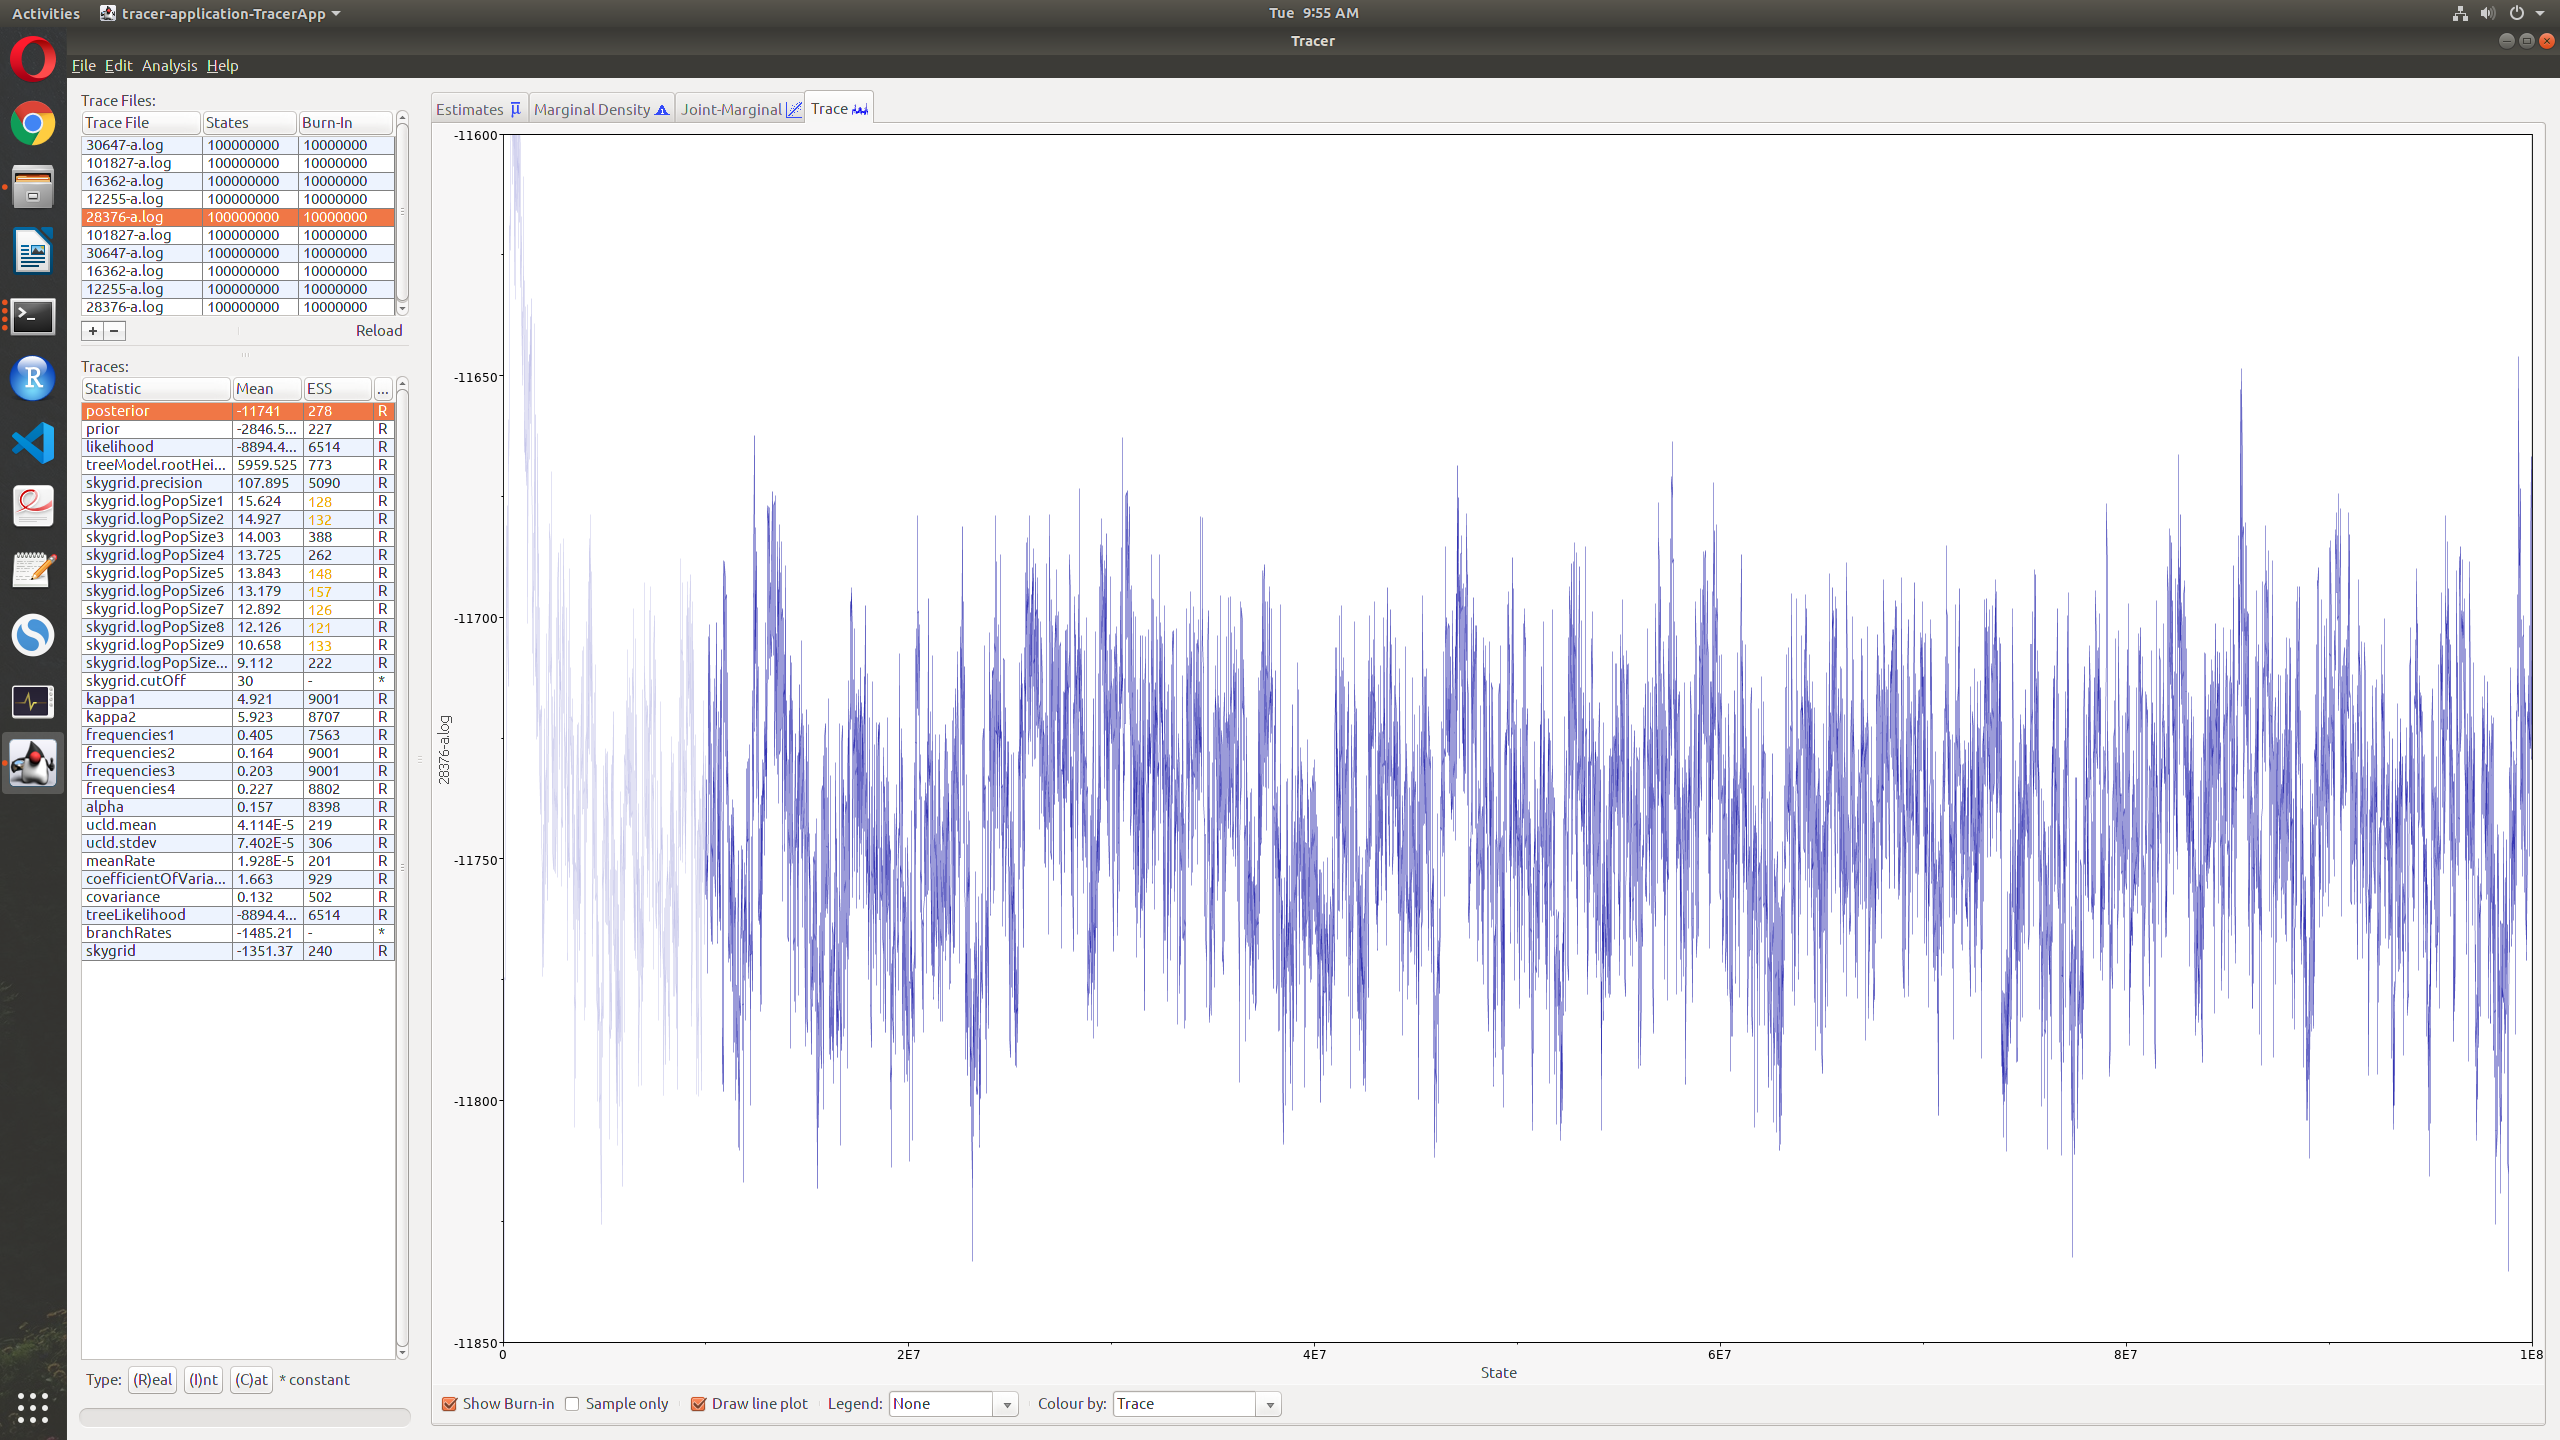 Activities tracer-application-TracerApp Tue 9:55 AM
Tracer
File Edit Analysis Help
Trace Files:
Trace File States Burn-In
30647-a.log 100000000 10000000
101827-a.log 100000000 10000000
16362-a.log 100000000 10000000
12255-a.log 100000000 10000000
28376-a.log 100000000 10000000
101827-a.log 100000000 10000000
30647-a.log 100000000 10000000
16362-a.log 100000000 10000000
12255-a.log 100000000 10000000
28376-a.log 100000000 10000000
+ − Reload
Traces:
Statistic Mean ESS ...
posterior -11741 278 R
prior -2846.5... 227 R
likelihood -8894.4... 6514 R
treeModel.rootHei... 5959.525 773 R
skygrid.precision 107.895 5090 R
skygrid.logPopSize1 15.624 128 R
skygrid.logPopSize2 14.927 132 R
skygrid.logPopSize3 14.003 388 R
skygrid.logPopSize4 13.725 262 R
skygrid.logPopSize5 13.843 148 R
skygrid.logPopSize6 13.179 157 R
skygrid.logPopSize7 12.892 126 R
skygrid.logPopSize8 12.126 121 R
skygrid.logPopSize9 10.658 133 R
skygrid.logPopSize... 9.112 222 R
skygrid.cutOff 30 - *
kappa1 4.921 9001 R
kappa2 5.923 8707 R
frequencies1 0.405 7563 R
frequencies2 0.164 9001 R
frequencies3 0.203 9001 R
frequencies4 0.227 8802 R
alpha 0.157 8398 R
ucld.mean 4.114E-5 219 R
ucld.stdev 7.402E-5 306 R
meanRate 1.928E-5 201 R
coefficientOfVaria... 1.663 929 R
covariance 0.132 502 R
treeLikelihood -8894.4... 6514 R
branchRates -1485.21 - *
skygrid -1351.37 240 R
Type: (R)eal (I)nt (C)at * constant
Estimates μ Marginal Density Joint-Marginal Trace
-11600
-11650
-11700
-11750
-11800
-11850
28376-a.log
0 2E7 4E7 6E7 8E7 1E8
State
Show Burn-in Sample only Draw line plot Legend: None Colour by: Trace